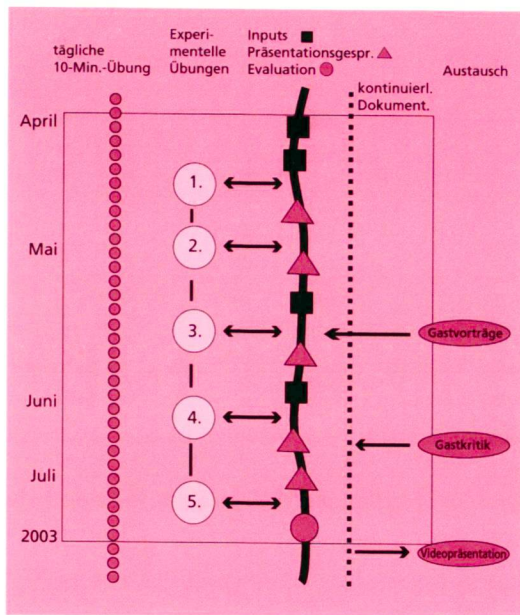 tägliche
10-Min.-Übung
Experi-
mentelle
Übungen
Inputs
Präsentationsgespr.
Evaluation
kontinuierl.
Dokument.
Austausch
April
1.
Mai
2.
3.
Gastvorträge
Juni
4.
Gastkritik
Juli
5.
2003
Videopräsentation